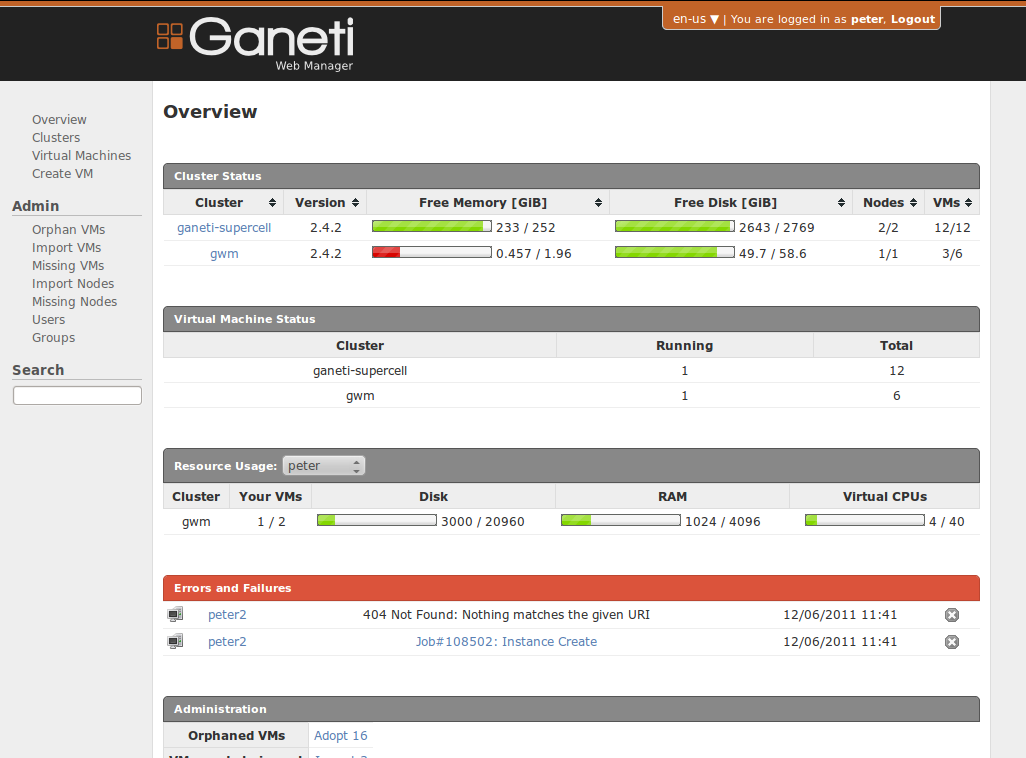 en-us ▼ | You are logged in as peter, Logout
Ganeti
Web Manager
Overview
Clusters
Virtual Machines
Create VM
Admin
Orphan VMs
Import VMs
Missing VMs
Import Nodes
Missing Nodes
Users
Groups
Search
Overview
Cluster Status
Cluster Version Free Memory [GiB] Free Disk [GiB] Nodes VMs
ganeti-supercell 2.4.2 233 / 252 2643 / 2769 2/2 12/12
gwm 2.4.2 0.457 / 1.96 49.7 / 58.6 1/1 3/6
Virtual Machine Status
Cluster Running Total
ganeti-supercell 1 12
gwm 1 6
Resource Usage: peter
Cluster Your VMs Disk RAM Virtual CPUs
gwm 1 / 2 3000 / 20960 1024 / 4096 4 / 40
Errors and Failures
peter2 404 Not Found: Nothing matches the given URI 12/06/2011 11:41
peter2 Job#108502: Instance Create 12/06/2011 11:41
Administration
Orphaned VMs Adopt 16